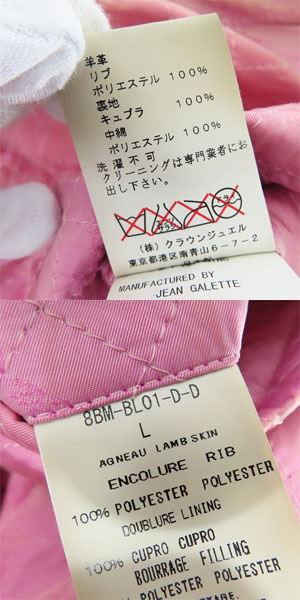 羊革
リブ
ポリエステル 100%
裏地
キュプラ 100%
中綿
ポリエステル 100%
洗濯不可
クリーニングは専門業者にお
出し下さい。
(株) クラウンジュエル
東京都港区南青山6-7-2
MANUFACTURED BY
JEAN GALETTE
8BM-BL01-D-D
L
AGNEAU LAMB SKIN
ENCOLURE RIB
100% POLYESTER POLYESTER
DOUBLURE LINING
100% CUPRO CUPRO
BOURRAGE FILLING
POLYESTER POLYESTER